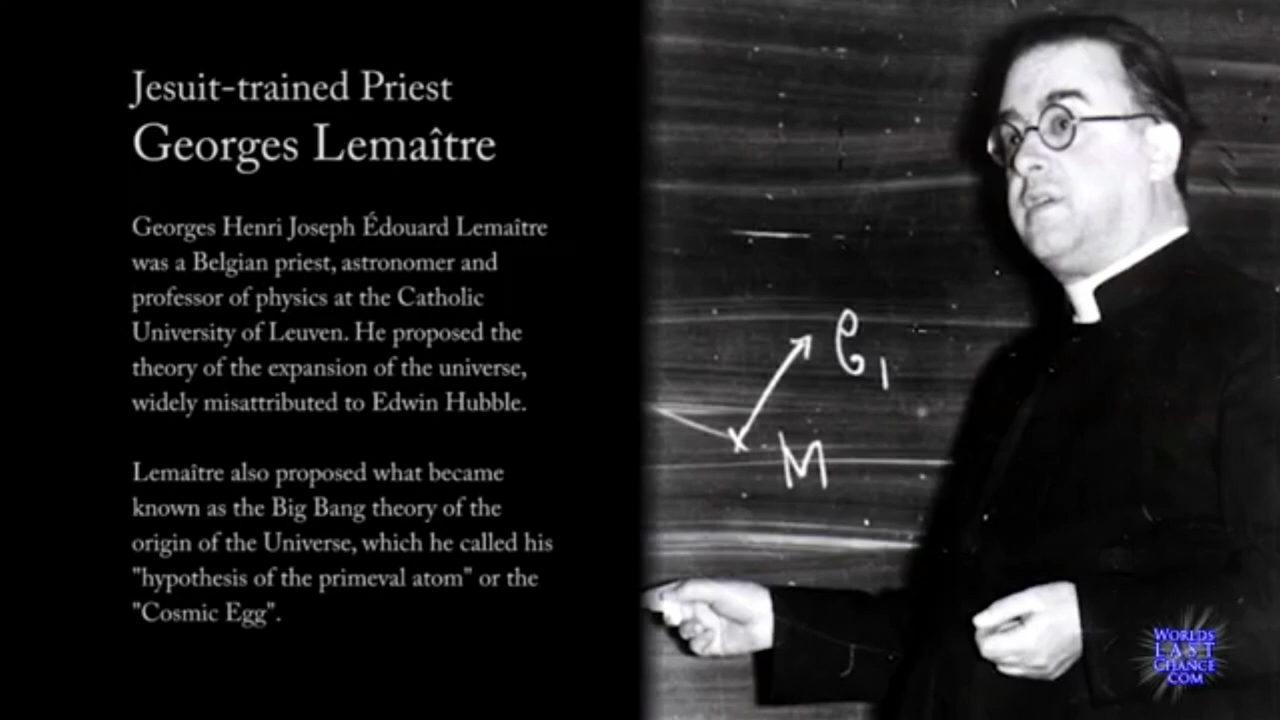 Jesuit-trained Priest
Georges Lemaître
Georges Henri Joseph Édouard Lemaître
was a Belgian priest, astronomer and
professor of physics at the Catholic
University of Leuven. He proposed the
theory of the expansion of the universe,
widely misattributed to Edwin Hubble.
Lemaître also proposed what became
known as the Big Bang theory of the
origin of the Universe, which he called his
"hypothesis of the primeval atom" or the
"Cosmic Egg".
M
WORLDS
LAST
CHANCE
.COM